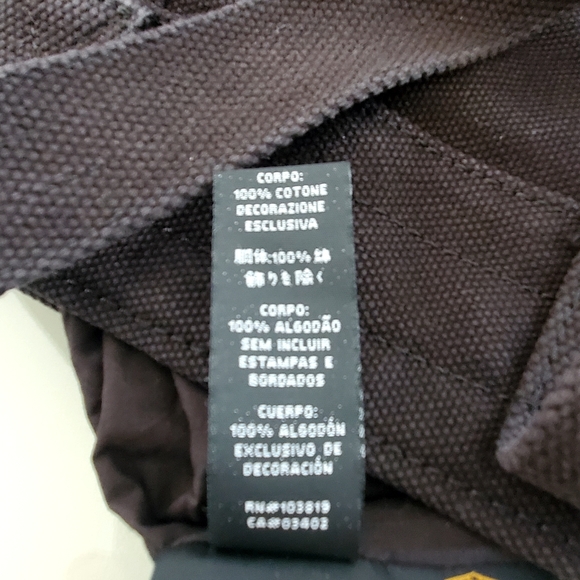 CORPO:
100% COTONE
DECORAZIONE
ESCLUSIVA
胴体:100% 綿
飾りを除く
CORPO:
100% ALGODÃO
SEM INCLUIR
ESTAMPAS E
BORDADOS
CUERPO:
100% ALGODÓN
EXCLUSIVO DE
DECORACIÓN
RN#103819
CA#03402